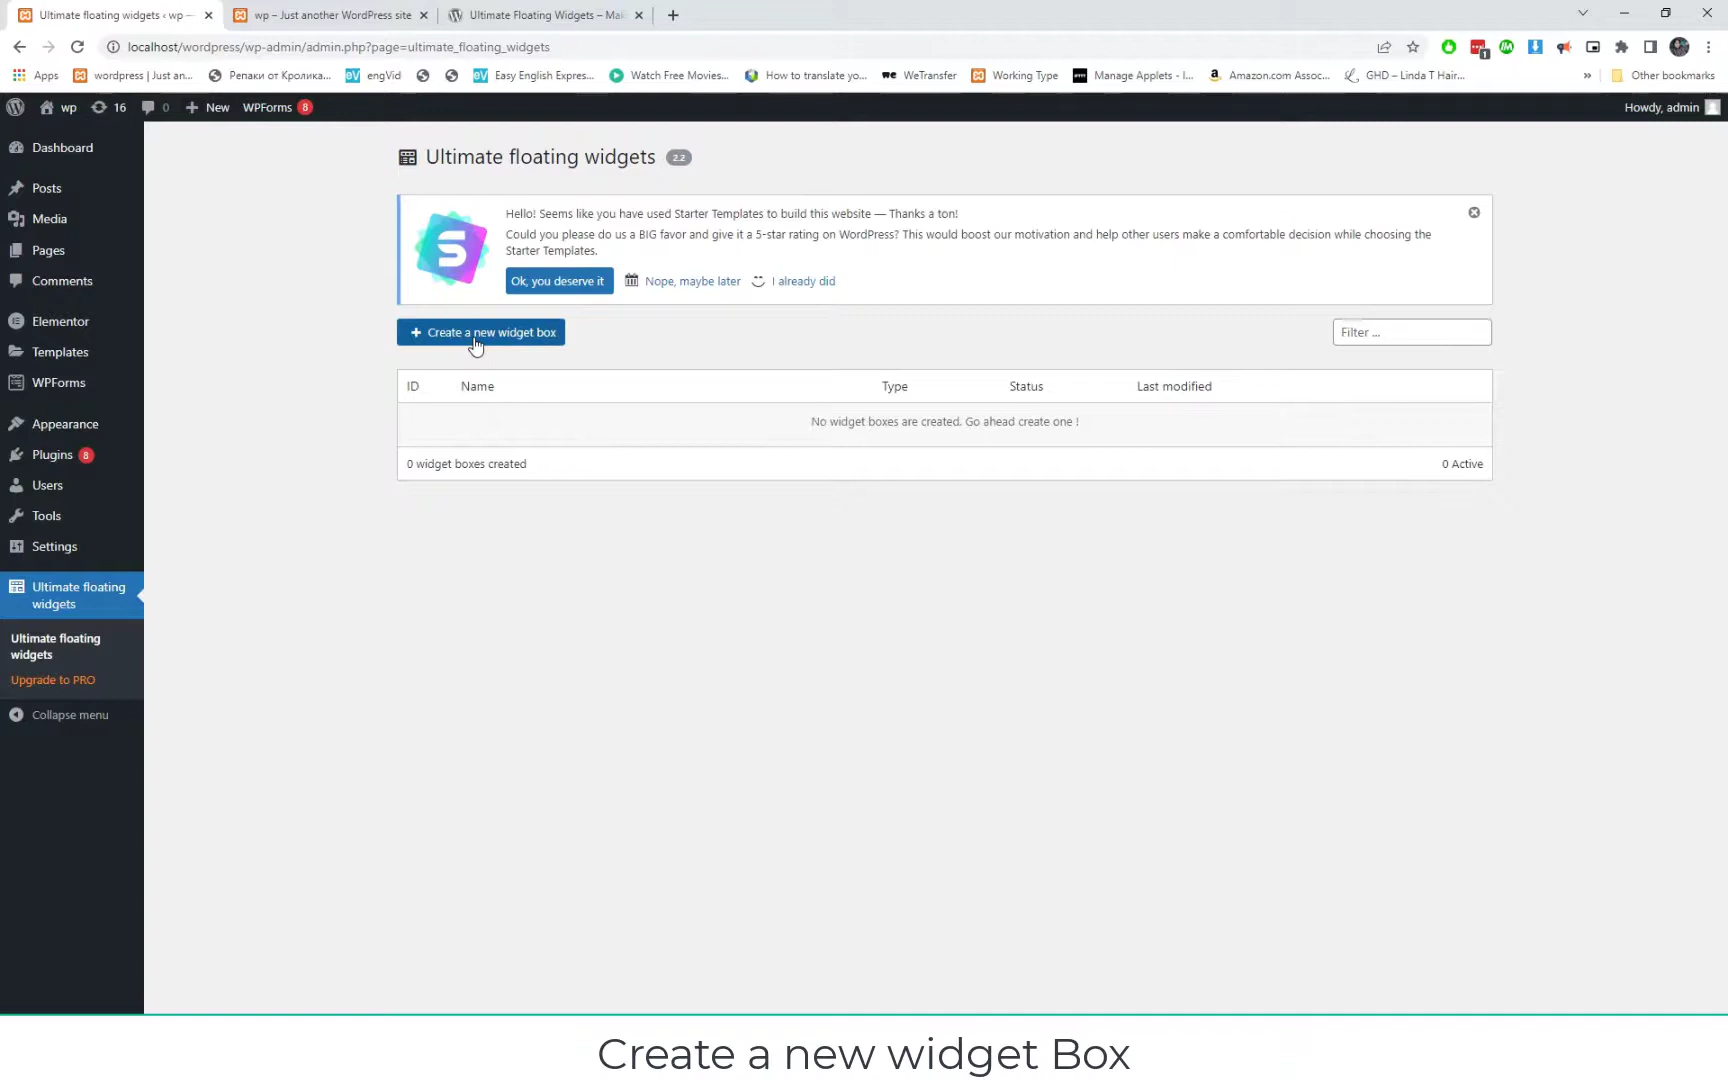 Ultimate floating widgets ‹ wp —
wp – Just another WordPress site
Ultimate Floating Widgets – Ma
localhost/wordpress/wp-admin/admin.php?page=ultimate_floating_widgets
Apps
wordpress | Just an...
Репаки от Кролика...
engVid
Easy English Expres...
Watch Free Movies...
How to translate yo...
WeTransfer
Working Type
Manage Applets - I...
Amazon.com Assoc...
GHD – Linda T Hair...
»
Other bookmarks
wp
16
0
New
WPForms 8
Howdy, admin
Dashboard
Posts
Media
Pages
Comments
Elementor
Templates
WPForms
Appearance
Plugins 8
Users
Tools
Settings
Ultimate floating
widgets
Ultimate floating
widgets
Upgrade to PRO
Collapse menu
Ultimate floating widgets 2.2
Hello! Seems like you have used Starter Templates to build this website — Thanks a ton!
Could you please do us a BIG favor and give it a 5-star rating on WordPress? This would boost our motivation and help other users make a comfortable decision while choosing the
Starter Templates.
Ok, you deserve it
Nope, maybe later
I already did
Create a new widget box
Filter ...
ID Name Type Status Last modified
No widget boxes are created. Go ahead create one !
0 widget boxes created
0 Active
Create a new widget Box